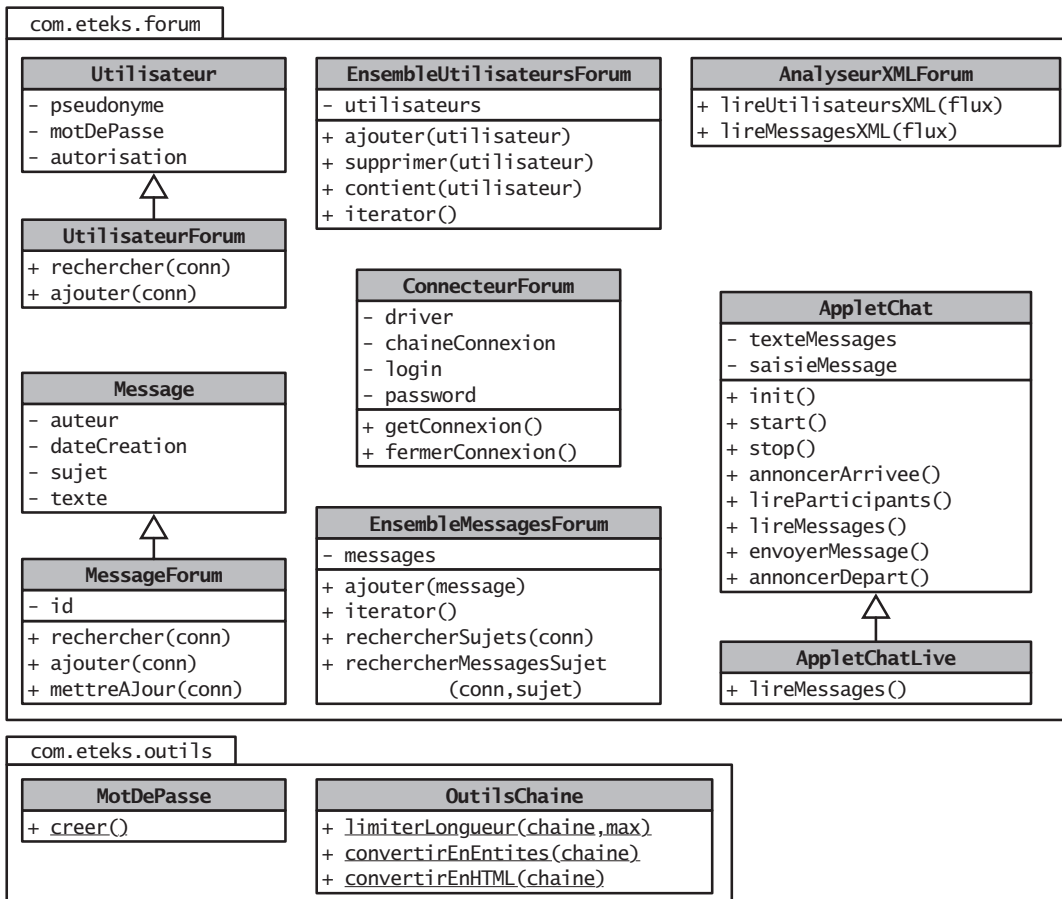 com.eteks.forum
Utilisateur
- pseudonyme
- motDePasse
- autorisation
UtilisateurForum
+ rechercher(conn)
+ ajouter(conn)
Message
- auteur
- dateCreation
- sujet
- texte
MessageForum
- id
+ rechercher(conn)
+ ajouter(conn)
+ mettreAJour(conn)
EnsembleUtilisateursForum
- utilisateurs
+ ajouter(utilisateur)
+ supprimer(utilisateur)
+ contient(utilisateur)
+ iterator()
ConnecteurForum
- driver
- chaineConnexion
- login
- password
+ getConnexion()
+ fermerConnexion()
EnsembleMessagesForum
- messages
+ ajouter(message)
+ iterator()
+ rechercherSujets(conn)
+ rechercherMessagesSujet
(conn,sujet)
AnalyseurXMLForum
+ lireUtilisateursXML(flux)
+ lireMessagesXML(flux)
AppletChat
- texteMessages
- saisieMessage
+ init()
+ start()
+ stop()
+ annoncerArrivee()
+ lireParticipants()
+ lireMessages()
+ envoyerMessage()
+ annoncerDepart()
AppletChatLive
+ lireMessages()
com.eteks.outils
MotDePasse
+ creer()
OutilsChaine
+ limiterLongueur(chaine,max)
+ convertirEnEntites(chaine)
+ convertirEnHTML(chaine)